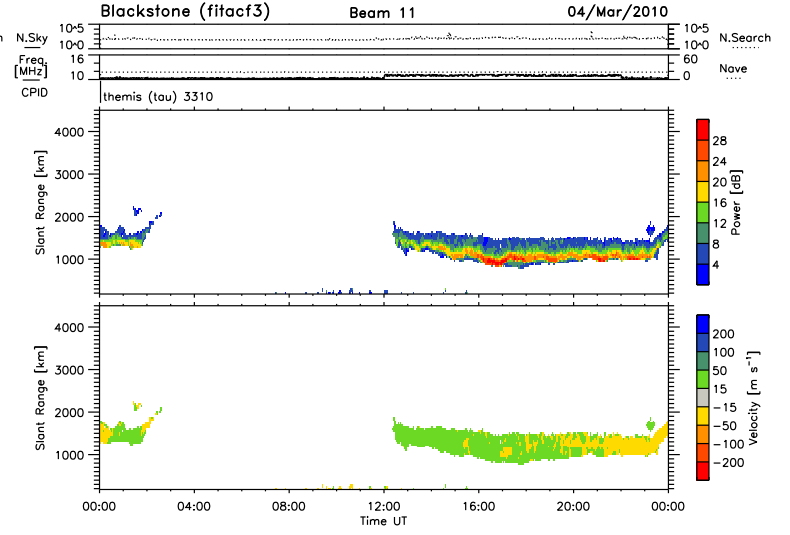 Blackstone (fitacf3) Beam 11 04/Mar/2010
N.Sky 10^5 10^0 10^5 10^0 N.Search
Freq. [MHz] 16 10 60 0 Nave
CPID themis (tau) 3310
Slant Range [km] 4000 3000 2000 1000
28 24 20 16 12 8 4 Power [dB]
Slant Range [km] 4000 3000 2000 1000
200 100 50 15 -15 -50 -100 -200 Velocity [m s⁻¹]
00:00 04:00 08:00 12:00 16:00 20:00 00:00
Time UT